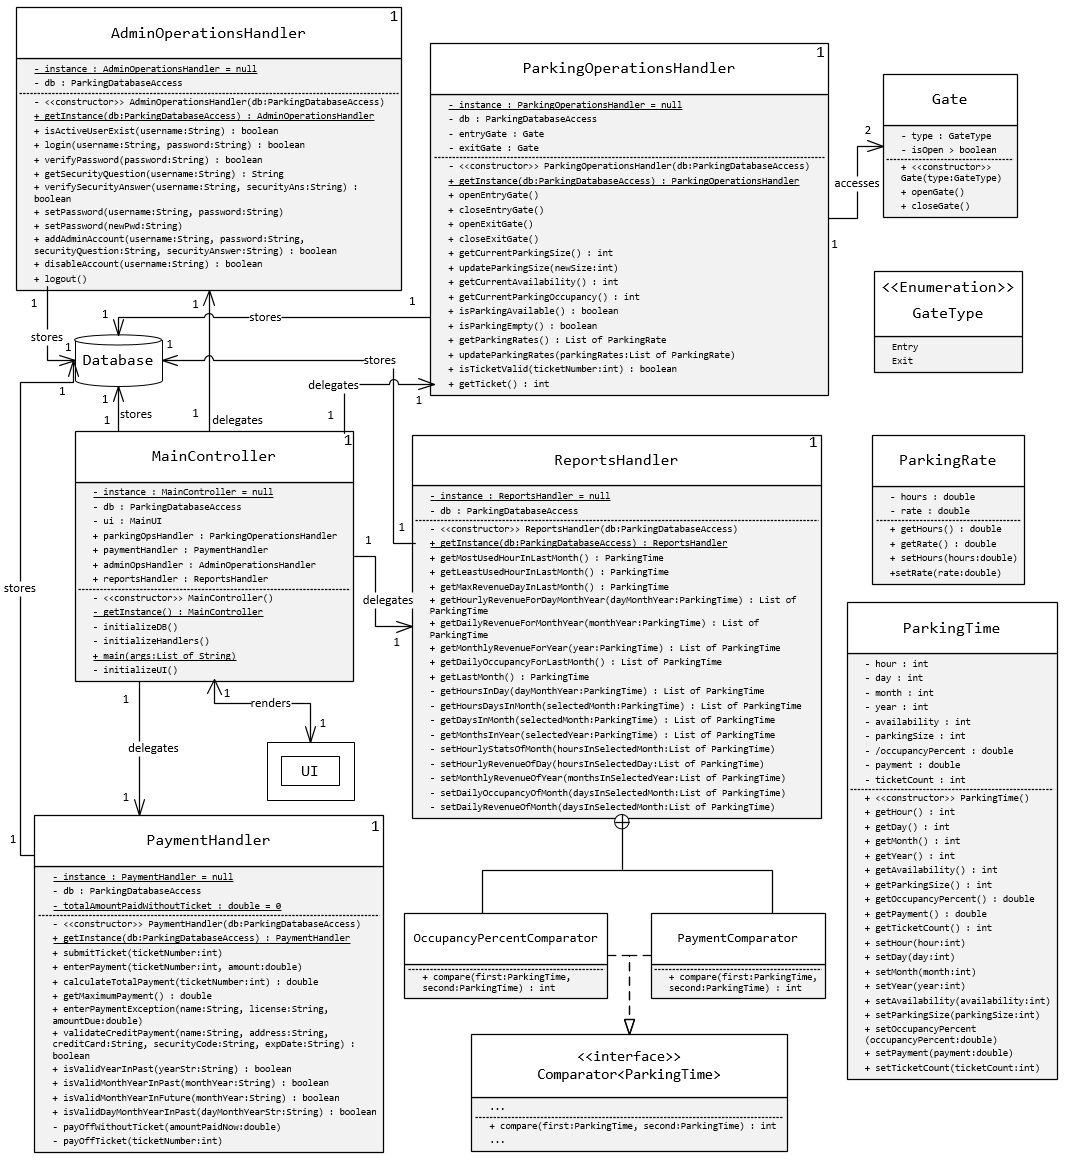 1
AdminOperationsHandler
- instance : AdminOperationsHandler = null
- db : ParkingDatabaseAccess
- <<constructor>> AdminOperationsHandler(db:ParkingDatabaseAccess)
+ getInstance(db:ParkingDatabaseAccess) : AdminOperationsHandler
+ isActiveUserExist(username:String) : boolean
+ login(username:String, password:String) : boolean
+ verifyPassword(password:String) : boolean
+ getSecurityQuestion(username:String) : String
+ verifySecurityAnswer(username:String, securityAns:String) :
boolean
+ setPassword(username:String, password:String)
+ setPassword(newPwd:String)
+ addAdminAccount(username:String, password:String,
securityQuestion:String, securityAnswer:String) : boolean
+ disableAccount(username:String) : boolean
+ logout()
1
ParkingOperationsHandler
- instance : ParkingOperationsHandler = null
- db : ParkingDatabaseAccess
- entryGate : Gate
- exitGate : Gate
- <<constructor>> ParkingOperationsHandler(db:ParkingDatabaseAccess)
+ getInstance(db:ParkingDatabaseAccess) : ParkingOperationsHandler
+ openEntryGate()
+ closeEntryGate()
+ openExitGate()
+ closeExitGate()
+ getCurrentParkingSize() : int
+ updateParkingSize(newSize:int)
+ getCurrentAvailability() : int
+ getCurrentParkingOccupancy() : int
+ isParkingAvailable() : boolean
+ isParkingEmpty() : boolean
+ getParkingRates() : List of ParkingRate
+ updateParkingRates(parkingRates:List of ParkingRate)
+ isTicketValid(ticketNumber:int) : boolean
+ getTicket() : int
2
accesses
1
Gate
- type : GateType
- isOpen > boolean
+ <<constructor>>
Gate(type:GateType)
+ openGate()
+ closeGate()
<<Enumeration>>
GateType
Entry
Exit
1
stores
1
1
1
stores
1
1
Database
1
stores
1
1
stores
1
1
delegates
1
delegates
1
1
1
MainController
- instance : MainController = null
- db : ParkingDatabaseAccess
- ui : MainUI
+ parkingOpsHandler : ParkingOperationsHandler
+ paymentHandler : PaymentHandler
+ adminOpsHandler : AdminOperationsHandler
+ reportsHandler : ReportsHandler
- <<constructor>> MainController()
+ getInstance() : MainController
- initializeDB()
- initializeHandlers()
+ main(args:List of String)
- initializeUI()
1
delegates
1
1
1
ReportsHandler
- instance : ReportsHandler = null
- db : ParkingDatabaseAccess
- <<constructor>> ReportsHandler(db:ParkingDatabaseAccess)
+ getInstance(db:ParkingDatabaseAccess) : ReportsHandler
+ getMostUsedHourInLastMonth() : ParkingTime
+ getLeastUsedHourInLastMonth() : ParkingTime
+ getMaxRevenueDayInLastMonth() : ParkingTime
+ getHourlyRevenueForDayMonthYear(dayMonthYear:ParkingTime) : List of
ParkingTime
+ getDailyRevenueForMonthYear(monthYear:ParkingTime) : List of
ParkingTime
+ getMonthlyRevenueForYear(year:ParkingTime) : List of ParkingTime
+ getDailyOccupancyForLastMonth() : List of ParkingTime
+ getLastMonth() : ParkingTime
- getHoursInDay(dayMonthYear:ParkingTime) : List of ParkingTime
- getHoursDaysInMonth(selectedMonth:ParkingTime) : List of ParkingTime
- getDaysInMonth(selectedMonth:ParkingTime) : List of ParkingTime
- getMonthsInYear(selectedYear:ParkingTime) : List of ParkingTime
- setHourlyStatsOfMonth(hoursInSelectedMonth:List of ParkingTime)
- setHourlyRevenueOfDay(hoursInSelectedDay:List of ParkingTime)
- setMonthlyRevenueOfYear(monthsInSelectedYear:List of ParkingTime)
- setDailyOccupancyOfMonth(daysInSelectedMonth:List of ParkingTime)
- setDailyRevenueOfMonth(daysInSelectedMonth:List of ParkingTime)
ParkingRate
- hours : double
- rate : double
+ getHours() : double
+ getRate() : double
+ setHours(hours:double)
+setRate(rate:double)
ParkingTime
- hour : int
- day : int
- month : int
- year : int
- availability : int
- parkingSize : int
- /occupancyPercent : double
- payment : double
- ticketCount : int
+ <<constructor>> ParkingTime()
+ getHour() : int
+ getDay() : int
+ getMonth() : int
+ getYear() : int
+ getAvailability() : int
+ getParkingSize() : int
+ getOccupancyPercent() : double
+ getPayment() : double
+ getTicketCount() : int
+ setHour(hour:int)
+ setDay(day:int)
+ setMonth(month:int)
+ setYear(year:int)
+ setAvailability(availability:int)
+ setParkingSize(parkingSize:int)
+ setOccupancyPercent
(occupancyPercent:double)
+ setPayment(payment:double)
+ setTicketCount(ticketCount:int)
stores
1
1
delegates
1
1
renders
1
UI
1
PaymentHandler
- instance : PaymentHandler = null
- db : ParkingDatabaseAccess
- totalAmountPaidWithoutTicket : double = 0
- <<constructor>> PaymentHandler(db:ParkingDatabaseAccess)
+ getInstance(db:ParkingDatabaseAccess) : PaymentHandler
+ submitTicket(ticketNumber:int)
+ enterPayment(ticketNumber:int, amount:double)
+ calculateTotalPayment(ticketNumber:int) : double
+ getMaximumPayment() : double
+ enterPaymentException(name:String, license:String,
amountDue:double)
+ validateCreditPayment(name:String, address:String,
creditCard:String, securityCode:String, expDate:String) :
boolean
+ isValidYearInPast(yearStr:String) : boolean
+ isValidMonthYearInPast(monthYear:String) : boolean
+ isValidMonthYearInFuture(monthYear:String) : boolean
+ isValidDayMonthYearInPast(dayMonthYearStr:String) : boolean
- payOffWithoutTicket(amountPaidNow:double)
- payOffTicket(ticketNumber:int)
OccupancyPercentComparator
+ compare(first:ParkingTime,
second:ParkingTime) : int
PaymentComparator
+ compare(first:ParkingTime,
second:ParkingTime) : int
<<interface>>
Comparator<ParkingTime>
...
+ compare(first:ParkingTime, second:ParkingTime) : int
...